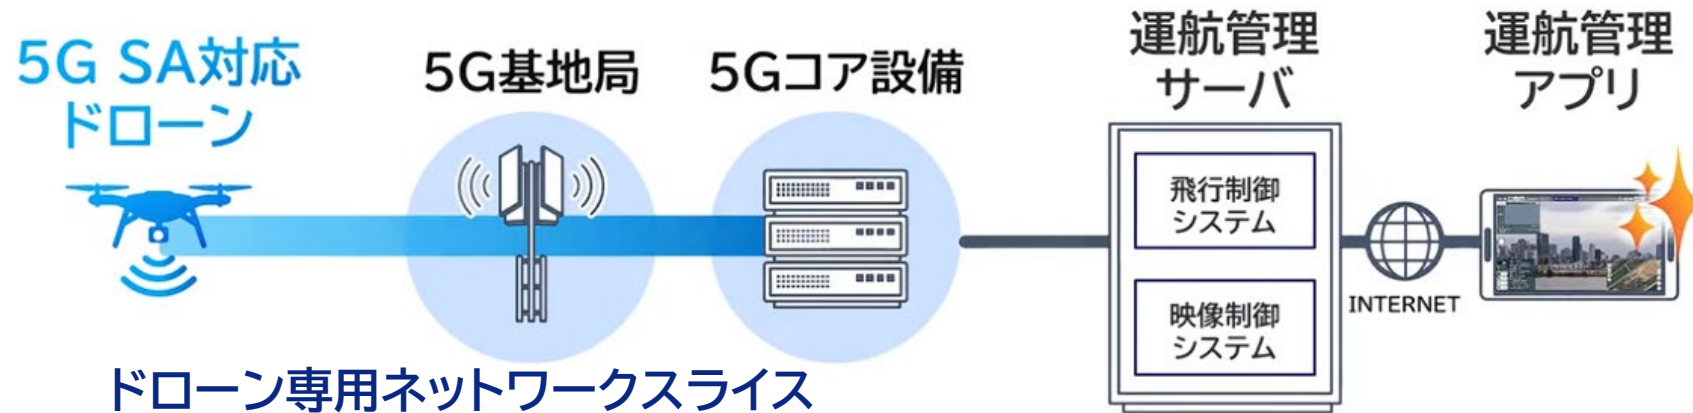 5G SA対応
ドローン
5G基地局
5Gコア設備
運航管理
サーバ
運航管理
アプリ
飛行制御
システム
映像制御
システム
INTERNET
ドローン専用ネットワークスライス